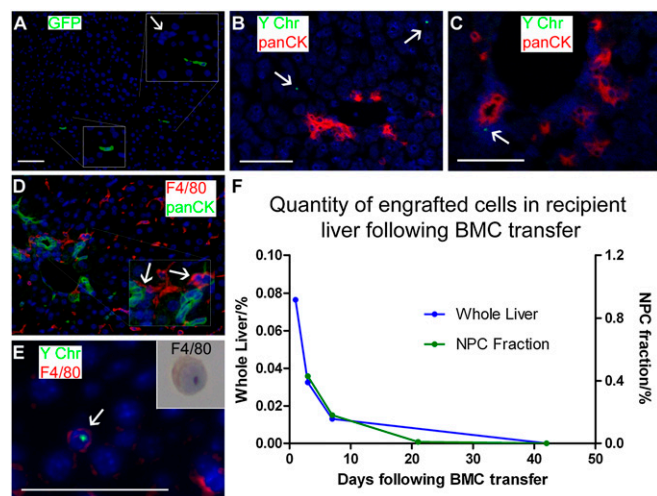 A
GFP
B
Y Chr
panCK
C
Y Chr
panCK
D
F4/80
panCK
E
Y Chr
F4/80
F4/80
F
Quantity of engrafted cells in recipient
liver following BMC transfer
0.10
0.08
0.06
0.04
0.02
0.00
Whole Liver/%
1.2
0.8
0.4
0.0
NPC fraction/%
Whole Liver
NPC Fraction
0
10
20
30
40
50
Days following BMC transfer